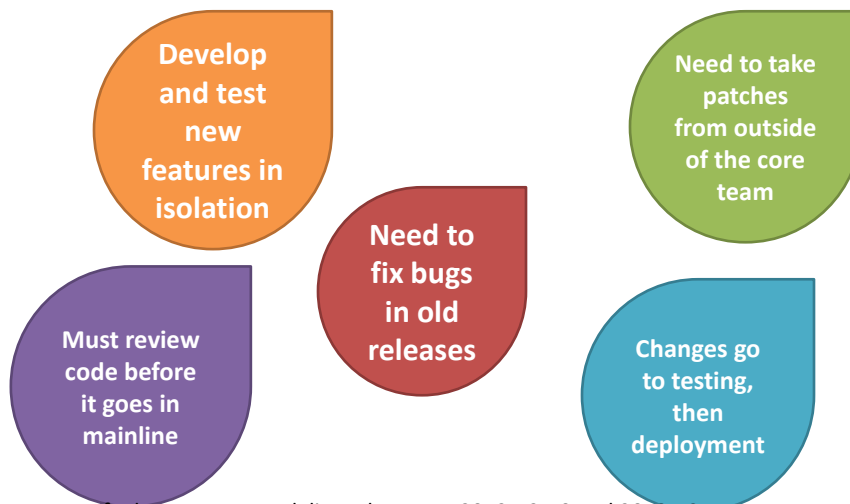 Develop
and test
new
features in
isolation
Need to take
patches
from outside
of the core
team
Need to
fix bugs
in old
releases
Must review
code before
it goes in
mainline
Changes go
to testing,
then
deployment